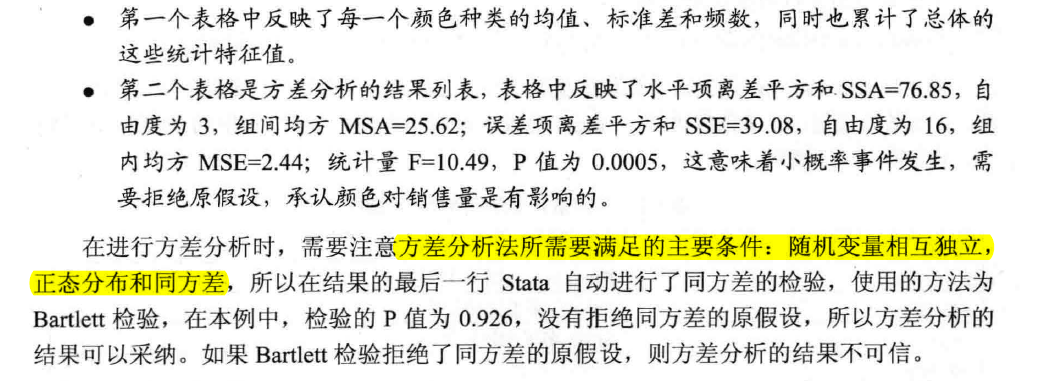 ● 第一个表格中反映了每一个颜色种类的均值、标准差和频数，同时也累计了总体的
这些统计特征值。
● 第二个表格是方差分析的结果列表，表格中反映了水平项离差平方和 SSA=76.85，自
由度为 3，组间均方 MSA=25.62；误差项离差平方和 SSE=39.08，自由度为 16，组
内均方 MSE=2.44；统计量 F=10.49，P 值为 0.0005，这意味着小概率事件发生，需
要拒绝原假设，承认颜色对销售量是有影响的。
在进行方差分析时，需要注意方差分析法所需要满足的主要条件：随机变量相互独立，
正态分布和同方差，所以在结果的最后一行 Stata 自动进行了同方差的检验，使用的方法为
Bartlett 检验，在本例中，检验的 P 值为 0.926，没有拒绝同方差的原假设，所以方差分析的
结果可以采纳。如果 Bartlett 检验拒绝了同方差的原假设，则方差分析的结果不可信。